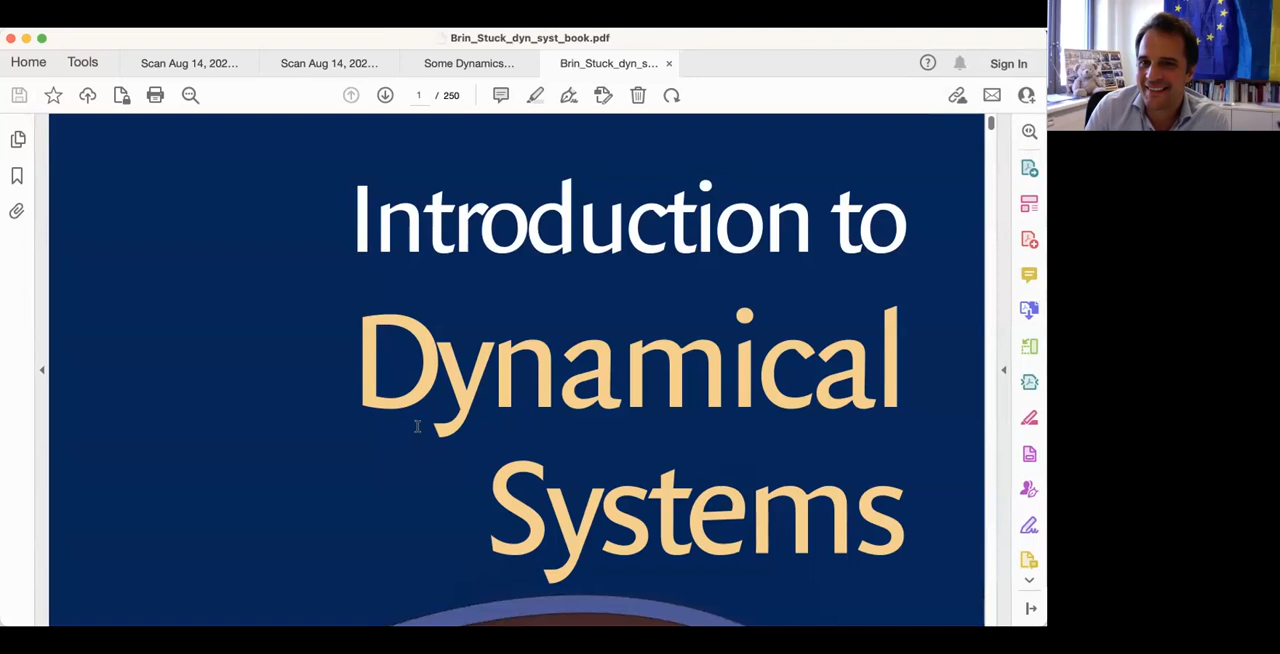 Brin_Stuck_dyn_syst_book.pdf
Home Tools Scan Aug 14, 202... Scan Aug 14, 202... Some Dynamics... Brin_Stuck_dyn_s... × Sign In
1 / 250
Introduction to
Dynamical
Systems